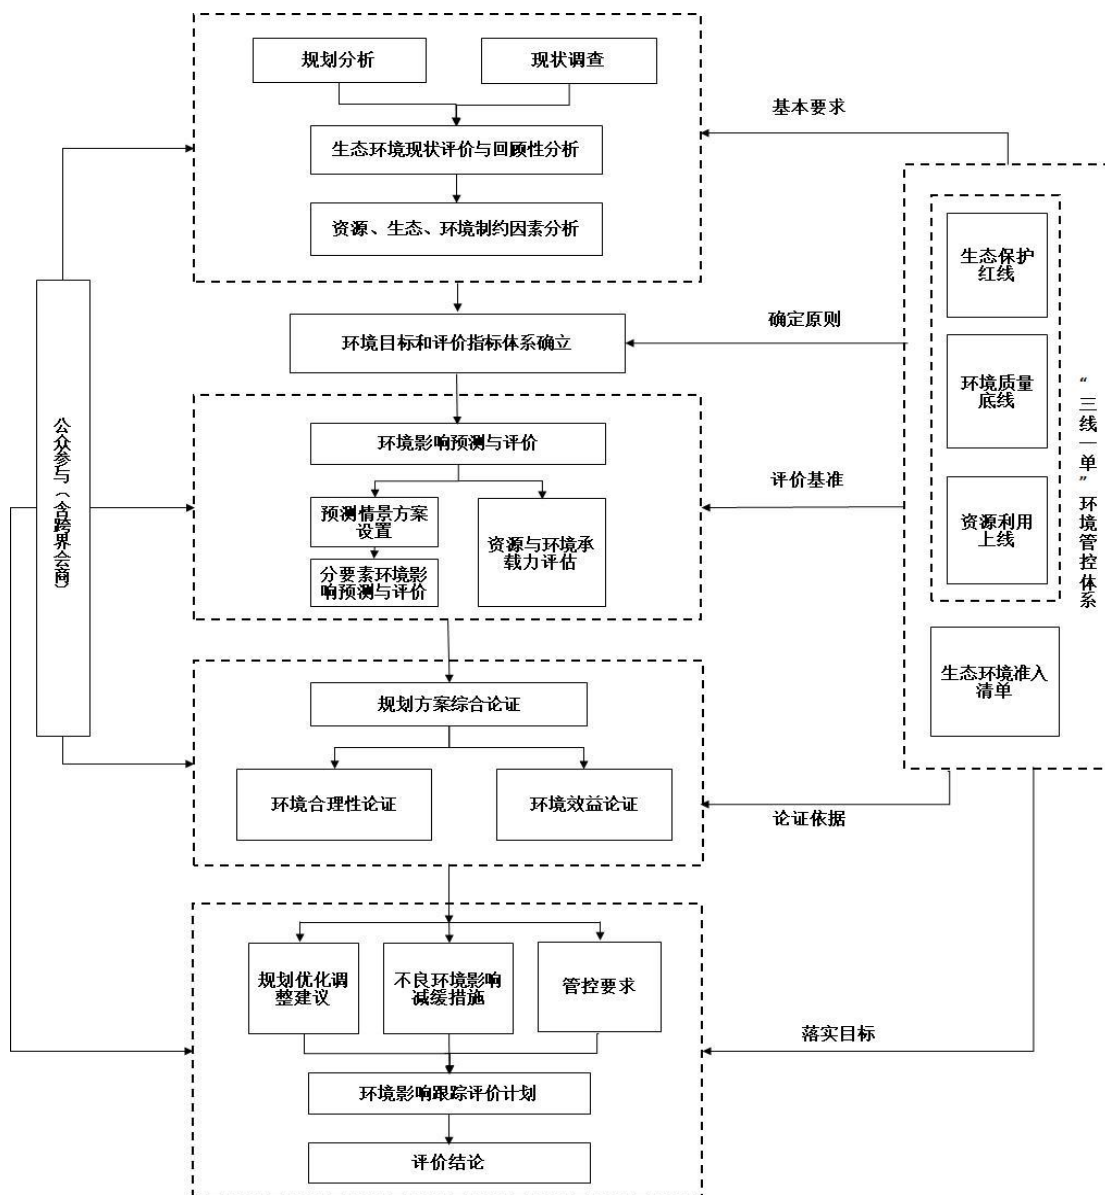 规划分析
现状调查
生态环境现状评价与回顾性分析
资源、生态、环境制约因素分析
基本要求
环境目标和评价指标体系确立
确定原则
公众参与（含跨界会商）
环境影响预测与评价
预测情景方案
设置
分要素环境影
响预测与评价
资源与环境承
载力评估
评价基准
生态保护
红线
环境质量
底线
资源利用
上线
生态环境准入
清单
“三线一单”环境管控体系
规划方案综合论证
环境合理性论证
环境效益论证
论证依据
规划优化调
整建议
不良环境影响
减缓措施
管控要求
落实目标
环境影响跟踪评价计划
评价结论